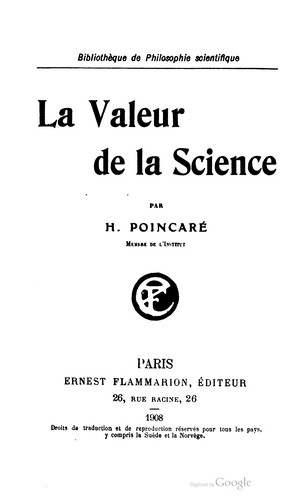 Bibliothèque de Philosophie scientifique
La Valeur
de la Science
PAR
H. POINCARÉ
MEMBRE DE L'INSTITUT
EF
PARIS
ERNEST FLAMMARION, ÉDITEUR
26, RUE RACINE, 26
1908
Droits de traduction et de reproduction réservés pour tous les pays,
y compris la Suède et la Norvège.
Digitized by Google